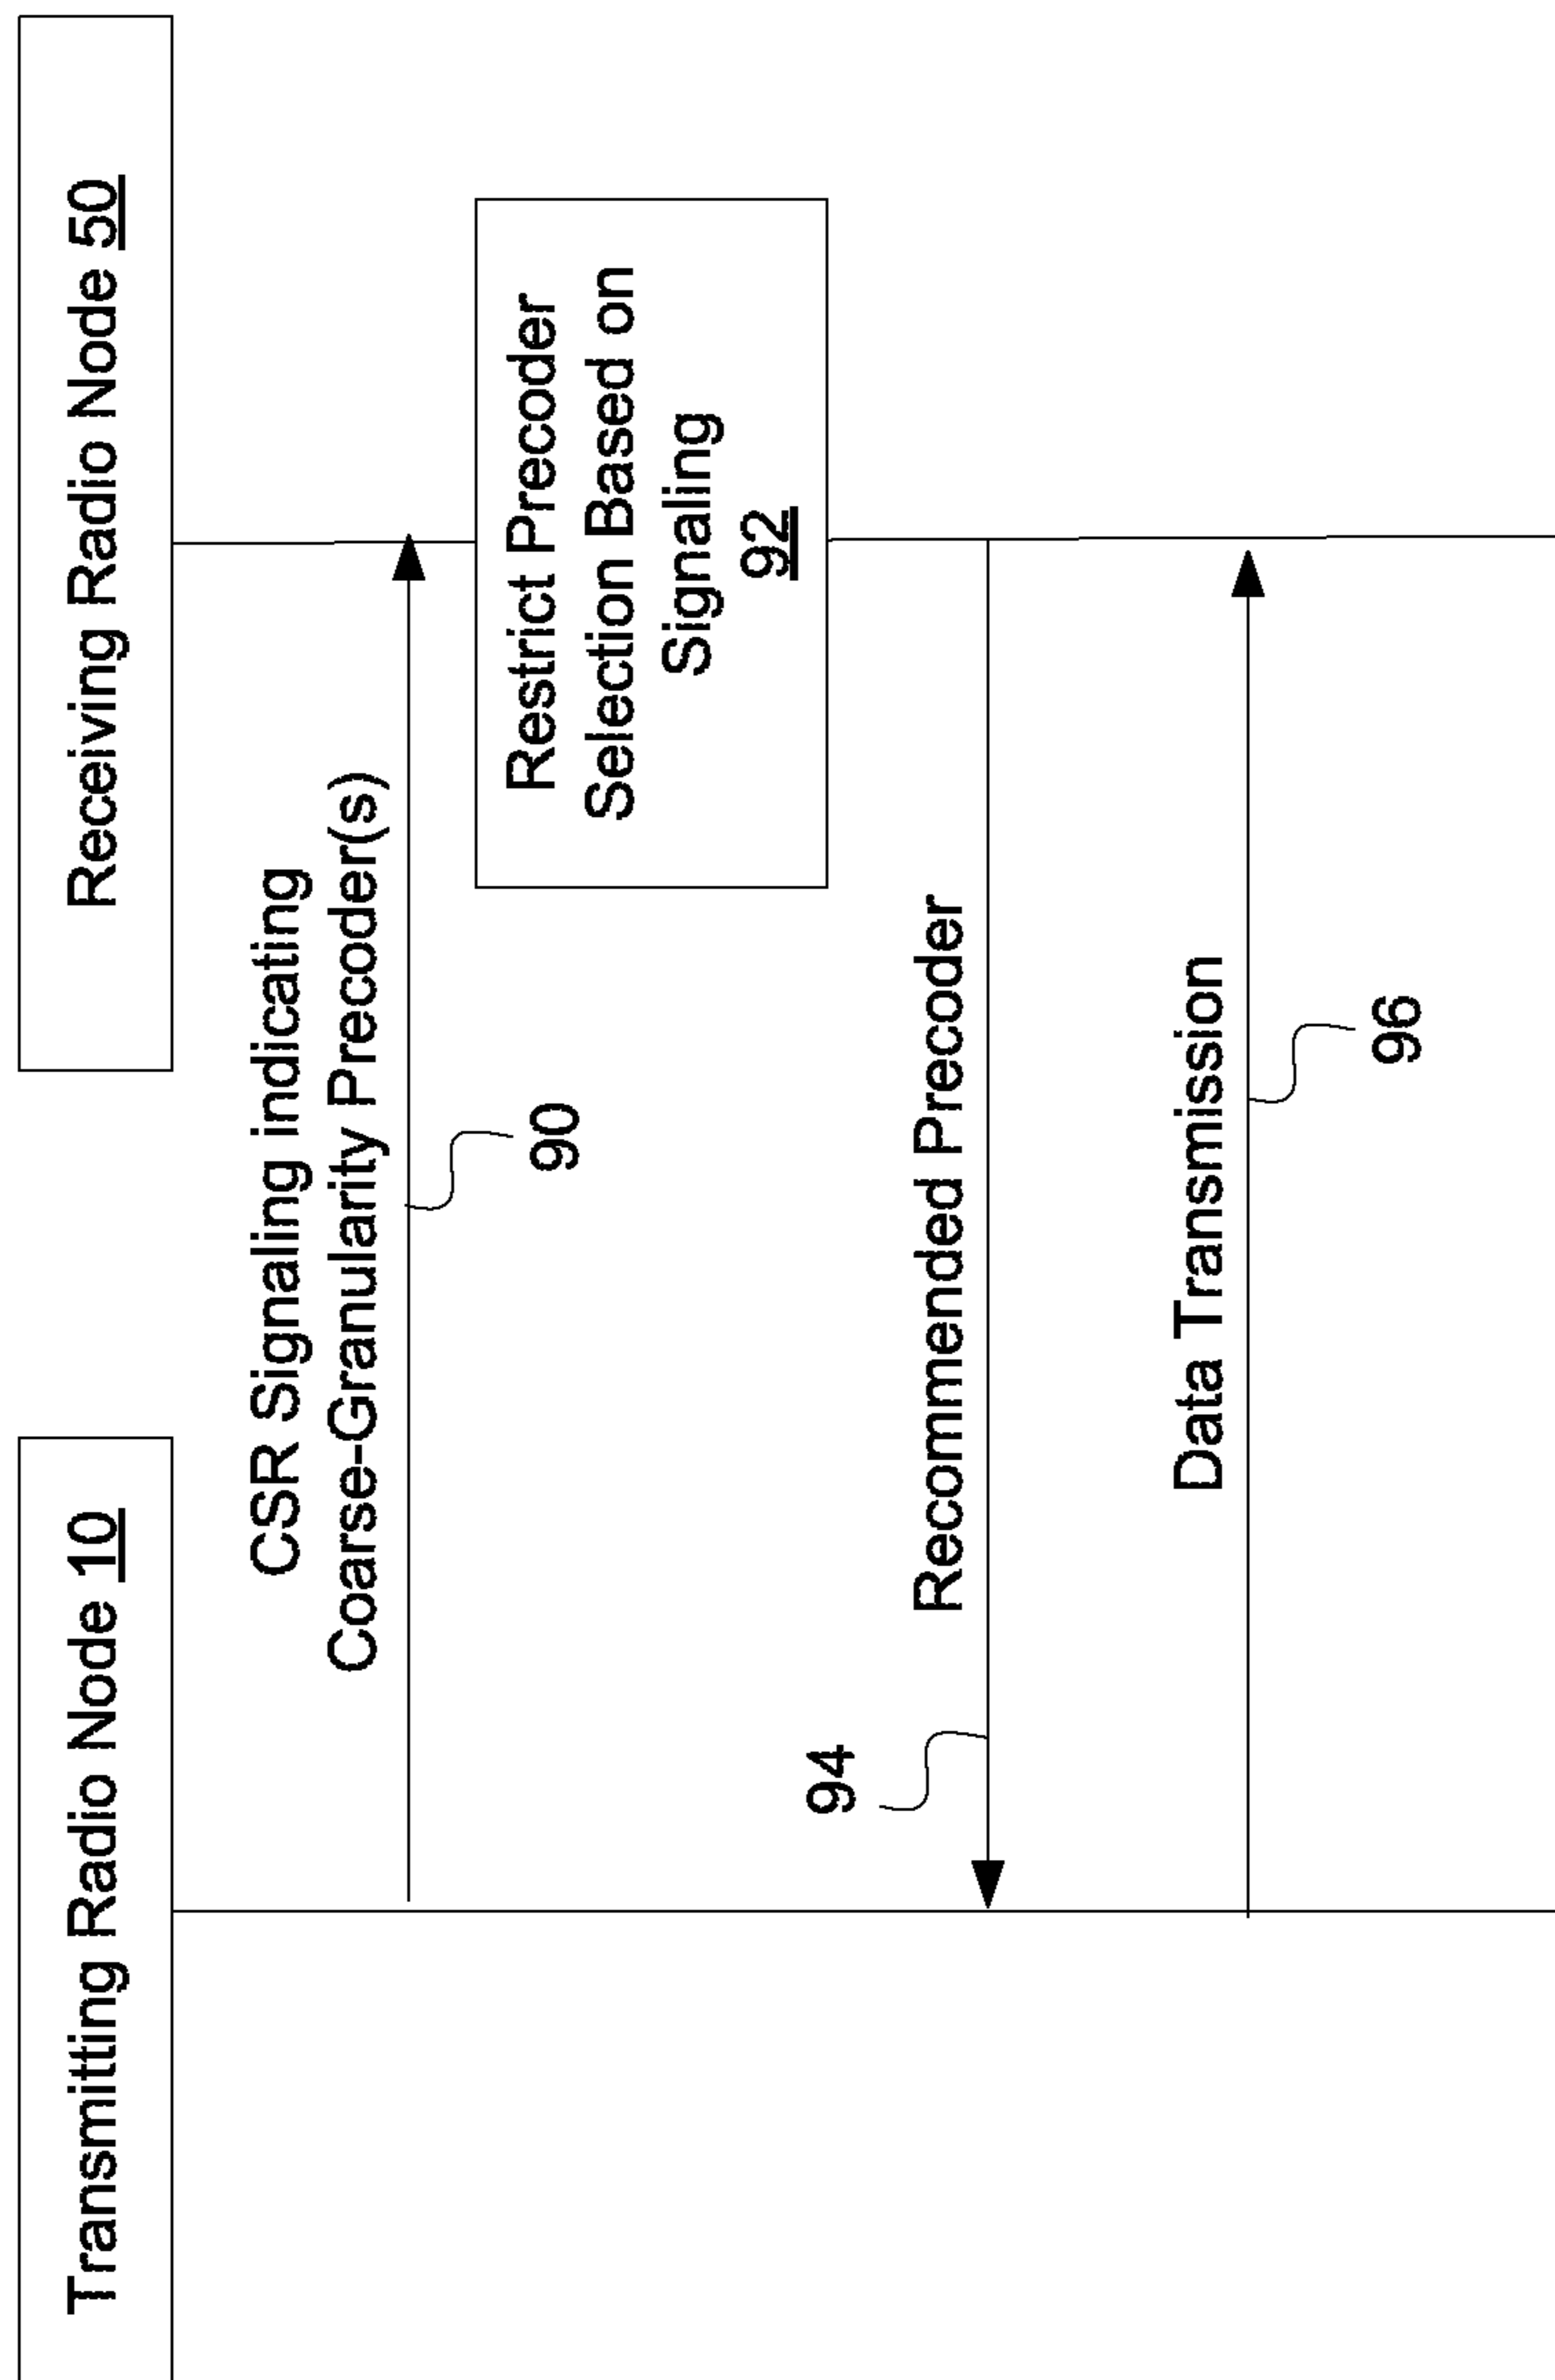 Transmitting Radio Node 10
Receiving Radio Node 50
CSR Signaling indicating
Coarse-Granularity Precoder(s)
90
Restrict Precoder
Selection Based on
Signaling
92
94
Recommended Precoder
Data Transmission
96